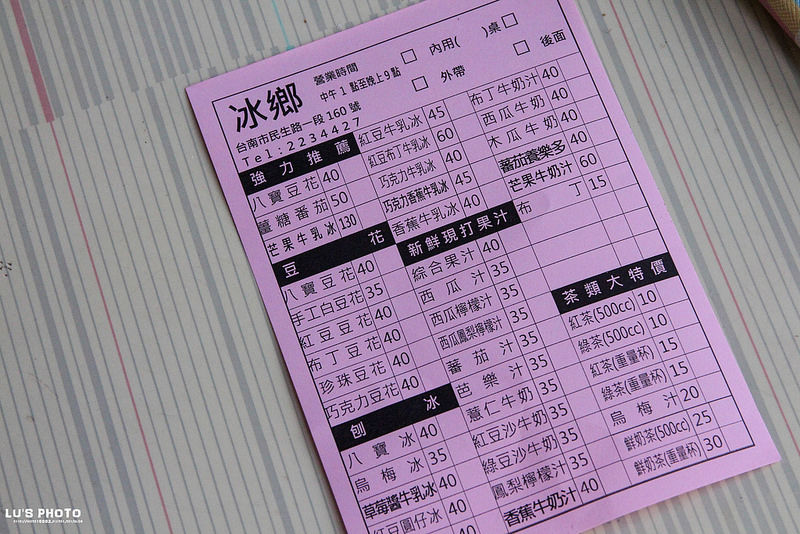 冰鄉
營業時間
中午1點至晚上9點
內用( )桌
外帶
後面
台南市民生路一段160號
Tel:2234427
強力推薦
八寶豆花 40
薑糖番茄 50
芒果牛乳冰 130
豆花
八寶豆花 40
手工白豆花 35
紅豆豆花 40
布丁豆花 40
珍珠豆花 40
巧克力豆花 40
刨冰
八寶冰 40
烏梅冰 35
草莓醬牛乳冰 40
紅豆圓仔冰 40
紅豆牛乳冰 45
紅豆布丁牛乳冰 60
巧克力牛乳冰 40
巧克力香蕉牛乳冰 45
香蕉牛乳冰 40
新鮮現打果汁
綜合果汁 40
西瓜汁 35
西瓜檸檬汁 35
西瓜鳳梨檸檬汁 35
蕃茄汁 35
芭樂汁 35
薏仁牛奶 35
紅豆沙牛奶 35
綠豆沙牛奶 35
鳳梨檸檬汁 35
香蕉牛奶汁 40
布丁牛奶汁 40
西瓜牛奶 40
木瓜牛奶 40
蕃茄養樂多 40
芒果牛奶汁 60
布丁 15
茶類大特價
紅茶(500cc) 10
綠茶(500cc) 10
紅茶(重量杯) 15
綠茶(重量杯) 15
烏梅汁 20
鮮奶茶(500cc) 25
鮮奶茶(重量杯) 30
LU'S PHOTO